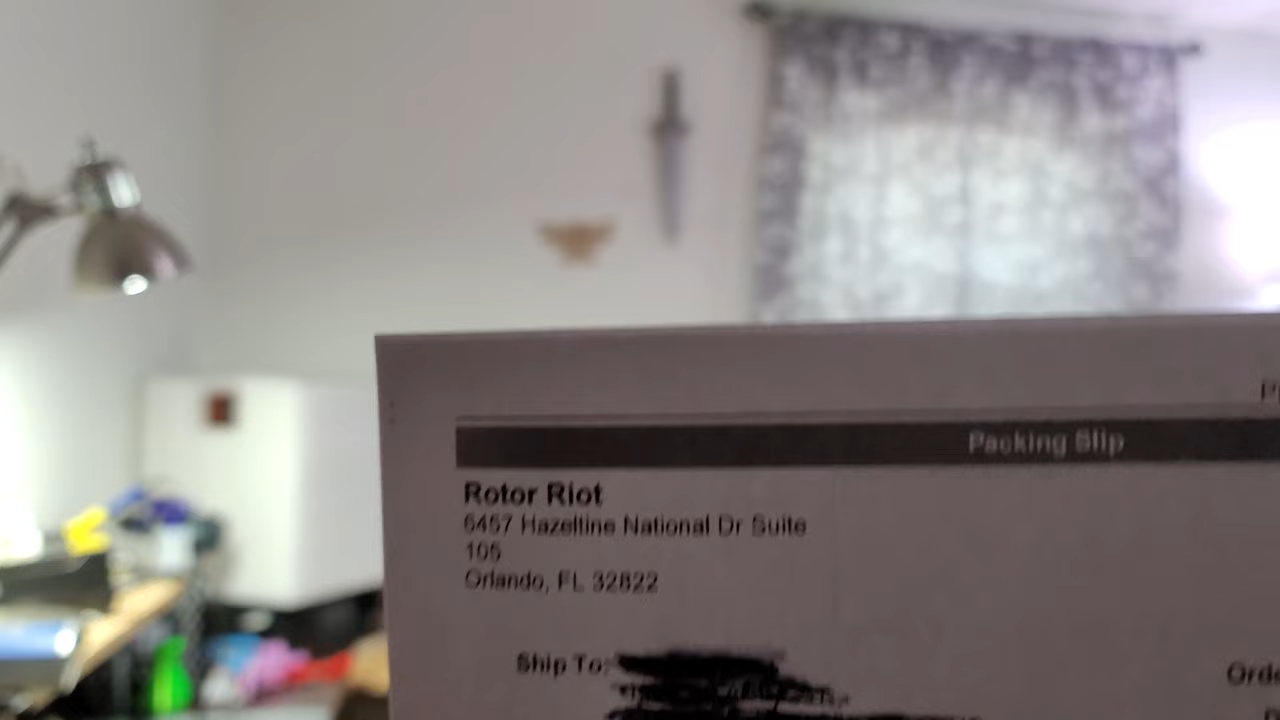 Packing Slip
Rotor Riot
6457 Hazeltine National Dr Suite
105
Orlando, FL 32822
Ship To: